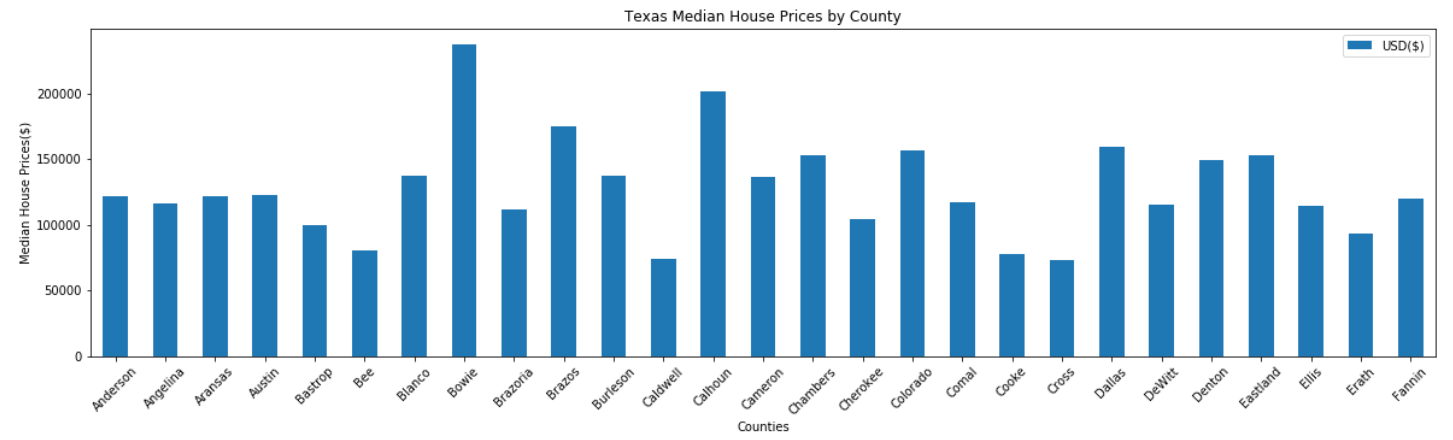 Texas Median House Prices by County
USD($)
Median House Prices($)
200000
150000
100000
50000
0
Anderson
Angelina
Aransas
Austin
Bastrop
Bee
Blanco
Bowie
Brazoria
Brazos
Burleson
Caldwell
Calhoun
Cameron
Chambers
Cherokee
Colorado
Comal
Cooke
Cross
Dallas
DeWitt
Denton
Eastland
Ellis
Erath
Fannin
Counties